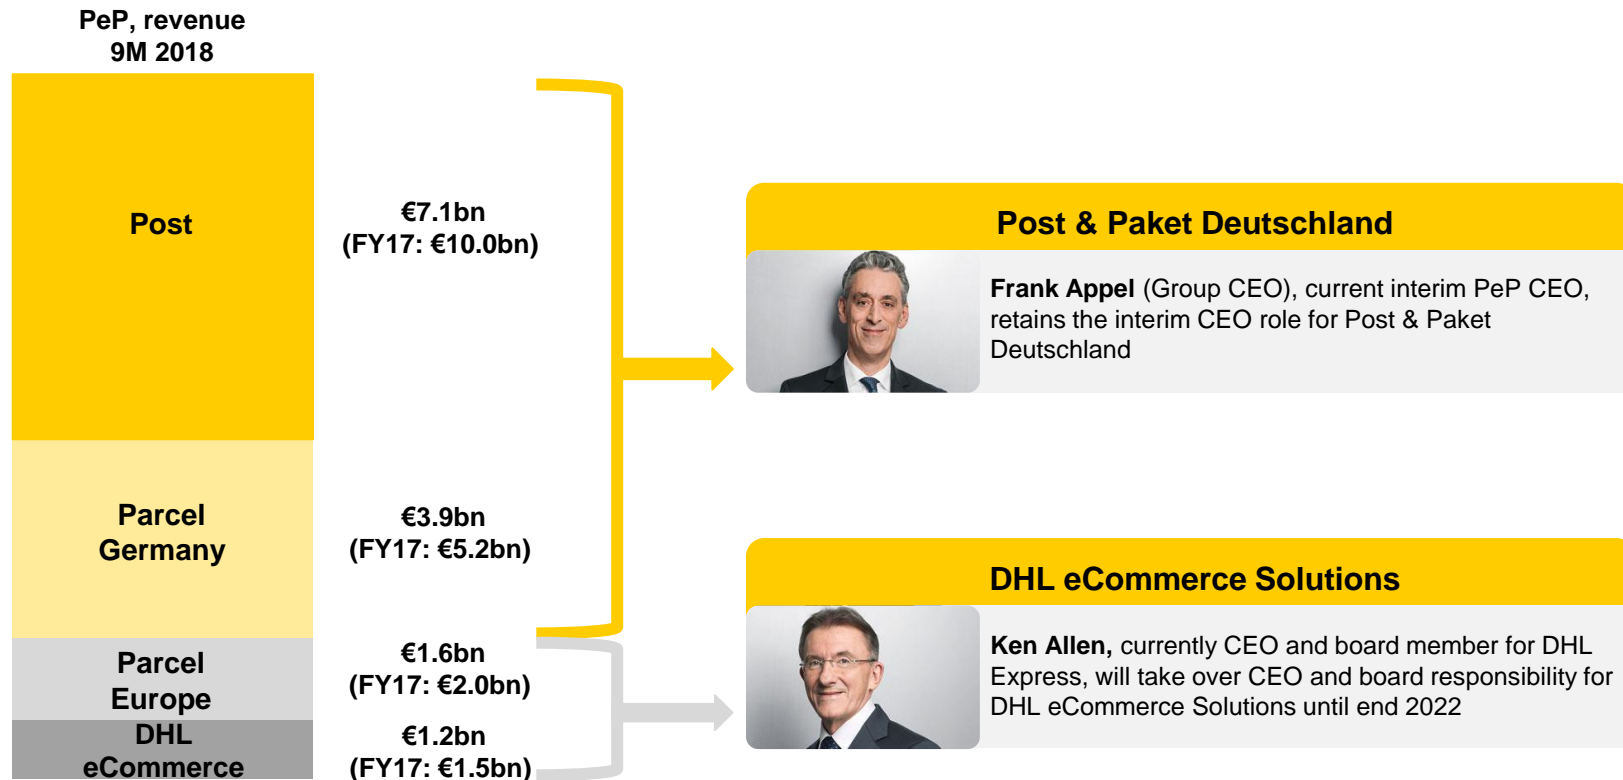 PeP, revenue
9M 2018
Post
€7.1bn
(FY17: €10.0bn)
Parcel
Germany
€3.9bn
(FY17: €5.2bn)
Parcel
Europe
€1.6bn
(FY17: €2.0bn)
DHL
eCommerce
€1.2bn
(FY17: €1.5bn)
Post & Paket Deutschland
Frank Appel (Group CEO), current interim PeP CEO,
retains the interim CEO role for Post & Paket
Deutschland
DHL eCommerce Solutions
Ken Allen, currently CEO and board member for DHL
Express, will take over CEO and board responsibility for
DHL eCommerce Solutions until end 2022